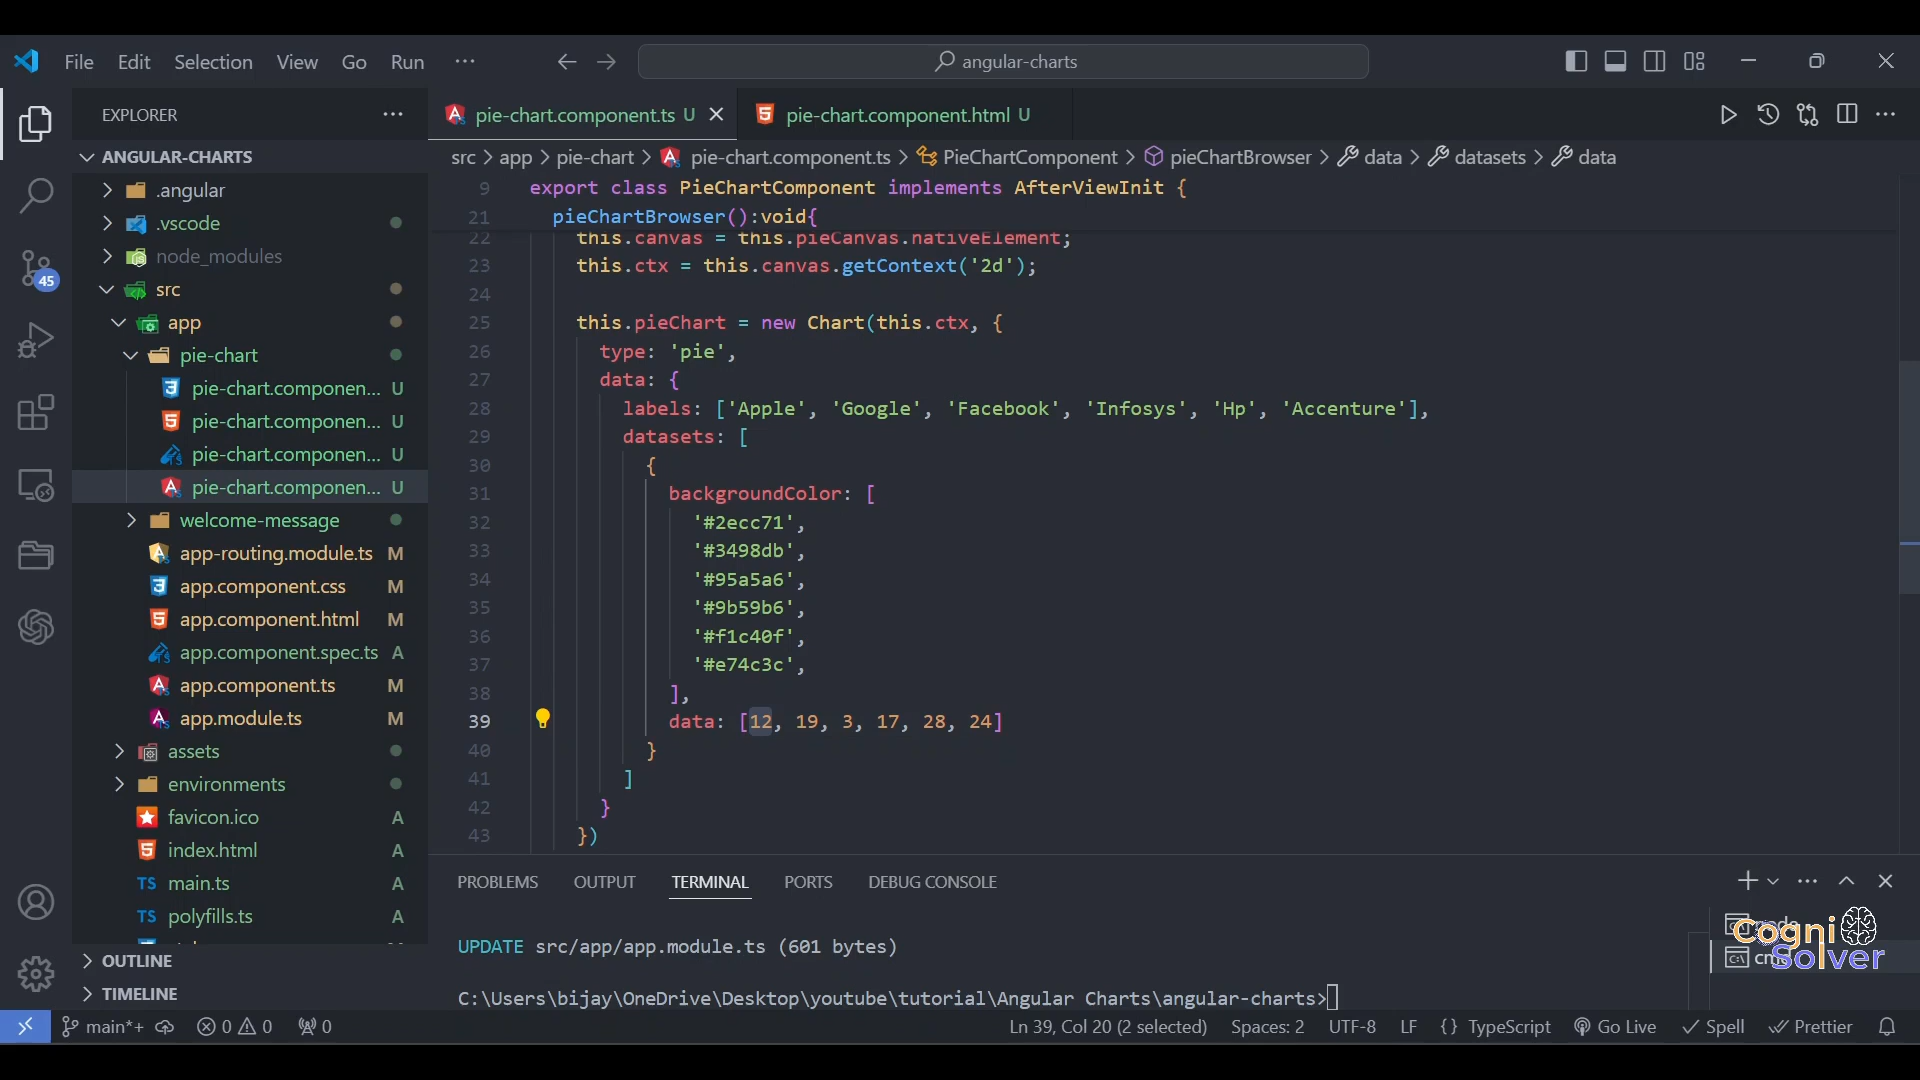 File Edit Selection View Go Run ···
angular-charts
EXPLORER
ANGULAR-CHARTS
.angular
.vscode
node_modules
src
app
pie-chart
pie-chart.componen... U
pie-chart.componen... U
pie-chart.componen... U
pie-chart.componen... U
welcome-message
app-routing.module.ts M
app.component.css M
app.component.html M
app.component.spec.ts A
app.component.ts M
app.module.ts M
assets
environments
favicon.ico A
index.html A
TS main.ts A
TS polyfills.ts A
OUTLINE
TIMELINE
45
pie-chart.component.ts U
pie-chart.component.html U
src > app > pie-chart > pie-chart.component.ts > PieChartComponent > pieChartBrowser > data > datasets > data
9 export class PieChartComponent implements AfterViewInit {
21 pieChartBrowser():void{
22 this.canvas = this.pieCanvas.nativeElement;
23 this.ctx = this.canvas.getContext('2d');
24
25 this.pieChart = new Chart(this.ctx, {
26 type: 'pie',
27 data: {
28 labels: ['Apple', 'Google', 'Facebook', 'Infosys', 'Hp', 'Accenture'],
29 datasets: [
30 {
31 backgroundColor: [
32 '#2ecc71',
33 '#3498db',
34 '#95a5a6',
35 '#9b59b6',
36 '#f1c40f',
37 '#e74c3c',
38 ],
39 data: [12, 19, 3, 17, 28, 24]
40 }
41 ]
42 }
43 })
PROBLEMS OUTPUT TERMINAL PORTS DEBUG CONSOLE
UPDATE src/app/app.module.ts (601 bytes)
C:\Users\bijay\OneDrive\Desktop\youtube\tutorial\Angular Charts\angular-charts>
Cogni
Solver
main*+ 0 0 0
Ln 39, Col 20 (2 selected) Spaces: 2 UTF-8 LF {} TypeScript Go Live Spell Prettier